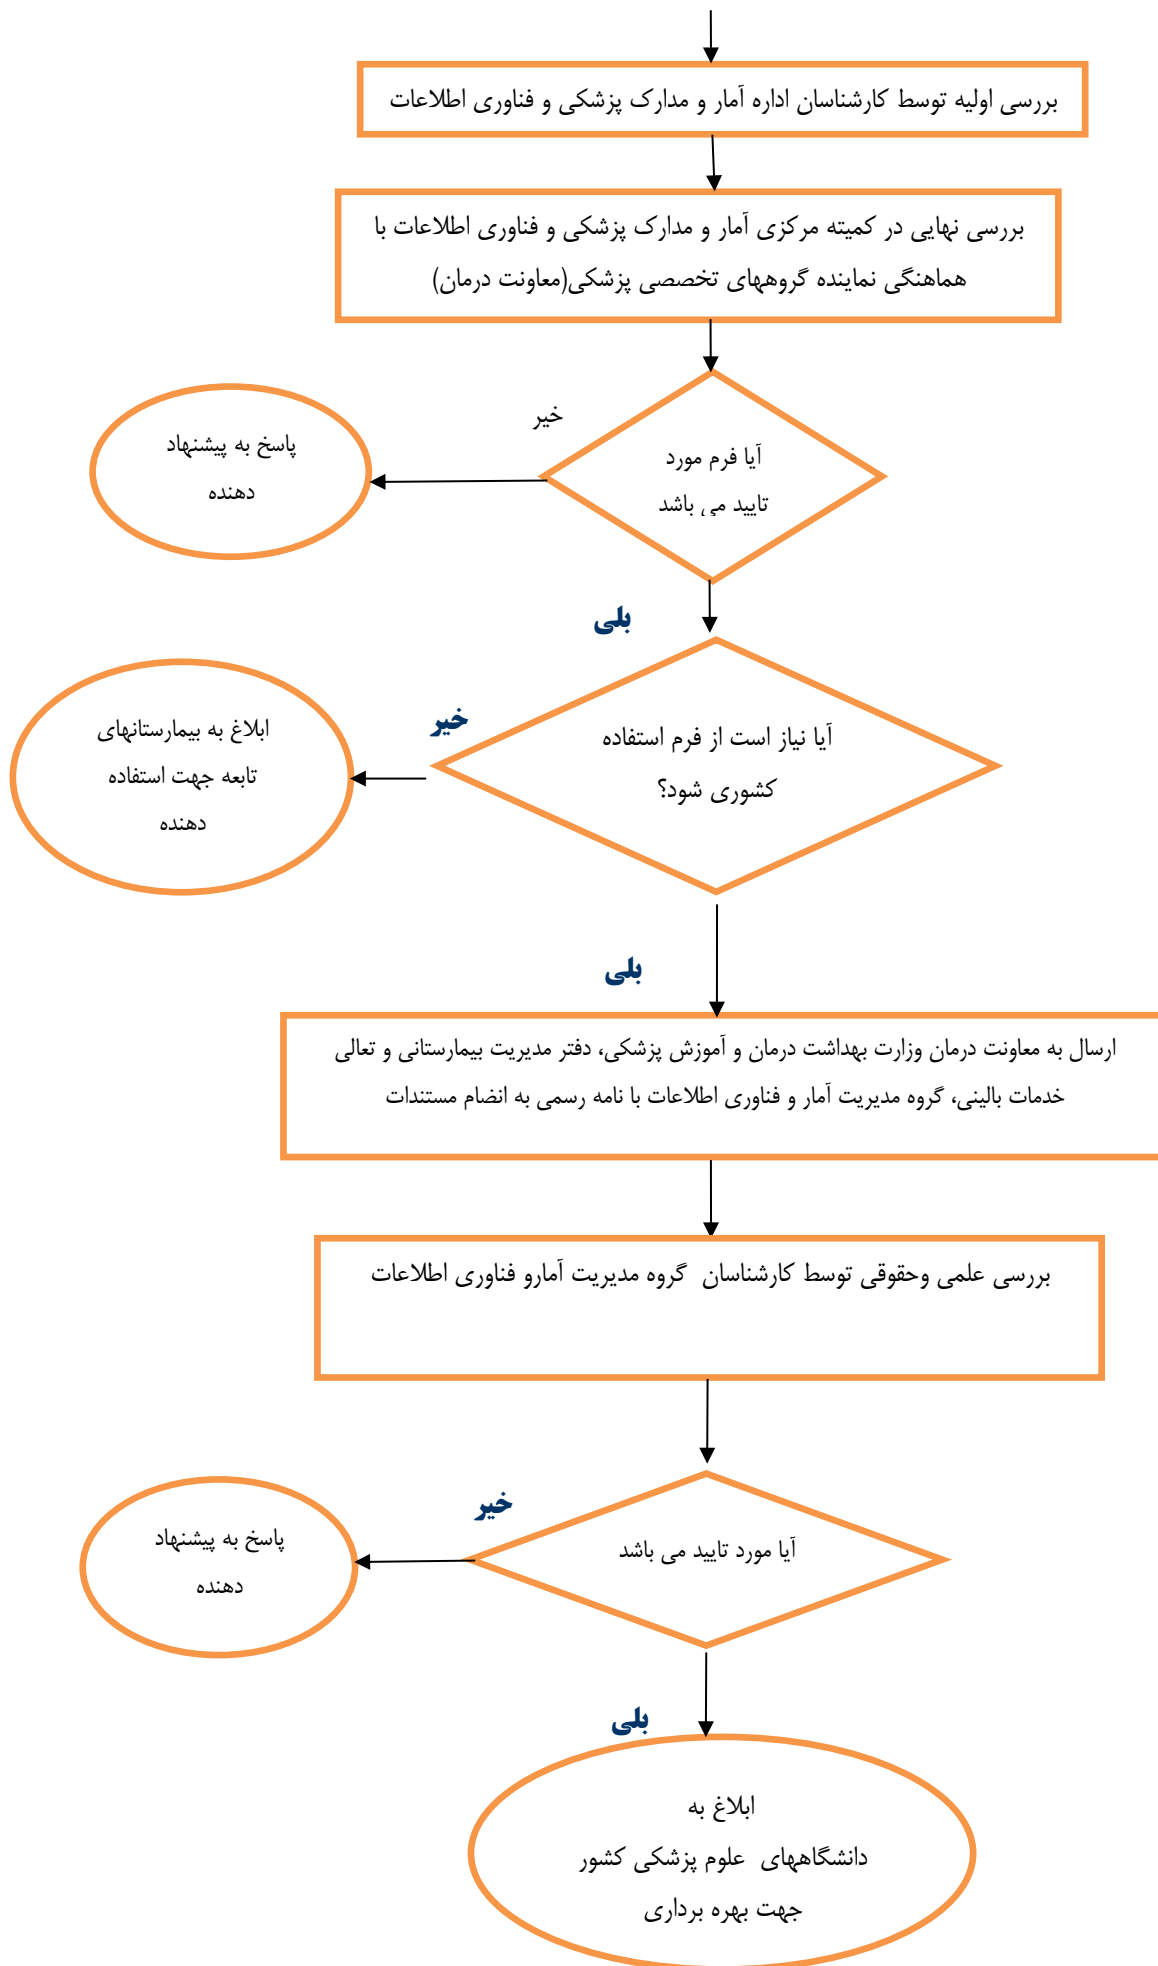 بررسی اولیه توسط کارشناسان اداره آمار و مدارک پزشکی و فناوری اطلاعات
بررسی نهایی در کمیته مرکزی آمار و مدارک پزشکی و فناوری اطلاعات با
هماهنگی نماینده گروههای تخصصی پزشکی(معاونت درمان)
خیر
آیا فرم مورد
تایید می باشد
پاسخ به پیشنهاد
دهنده
بلی
آیا نیاز است از فرم استفاده
کشوری شود؟
خیر
ابلاغ به بیمارستانهای
تابعه جهت استفاده
دهنده
بلی
ارسال به معاونت درمان وزارت بهداشت درمان و آموزش پزشکی، دفتر مدیریت بیمارستانی و تعالی
خدمات بالینی، گروه مدیریت آمار و فناوری اطلاعات با نامه رسمی به انضام مستندات
بررسی علمی وحقوقی توسط کارشناسان گروه مدیریت آمارو فناوری اطلاعات
خیر
آیا مورد تایید می باشد
پاسخ به پیشنهاد
دهنده
بلی
ابلاغ به
دانشگاههای علوم پزشکی کشور
جهت بهره برداری